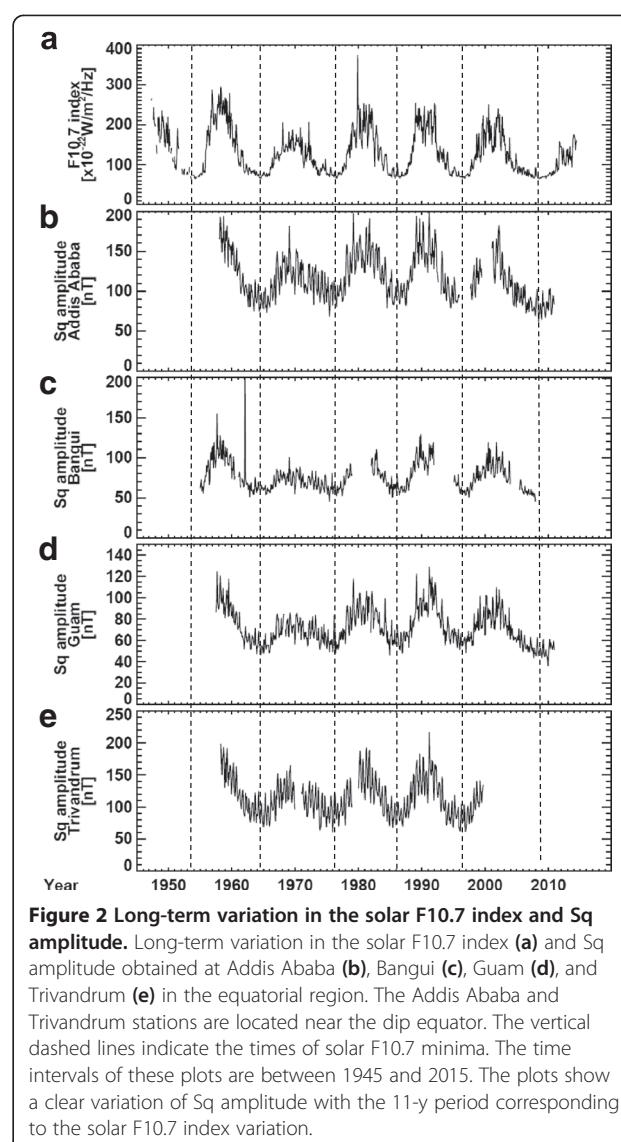 a
400
300
200
100
0
F10.7 index
[x10⁻²²W/m²/Hz]
b
200
150
100
50
0
Sq amplitude
Addis Ababa
[nT]
c
200
150
100
50
0
Sq amplitude
Bangui
[nT]
d
140
120
100
80
60
40
20
0
Sq amplitude
Guam
[nT]
e
250
200
150
100
50
0
Sq amplitude
Trivandrum
[nT]
Year 1950 1960 1970 1980 1990 2000 2010
Figure 2 Long-term variation in the solar F10.7 index and Sq
amplitude. Long-term variation in the solar F10.7 index (a) and Sq
amplitude obtained at Addis Ababa (b), Bangui (c), Guam (d), and
Trivandrum (e) in the equatorial region. The Addis Ababa and
Trivandrum stations are located near the dip equator. The vertical
dashed lines indicate the times of solar F10.7 minima. The time
intervals of these plots are between 1945 and 2015. The plots show
a clear variation of Sq amplitude with the 11-y period corresponding
to the solar F10.7 index variation.